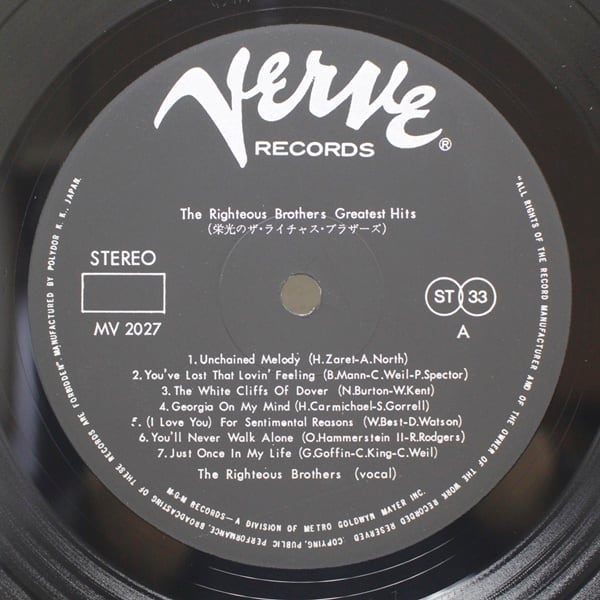 VERVE
RECORDS ®
The Righteous Brothers Greatest Hits
(栄光のザ・ライチャス・ブラザーズ)
STEREO
MV 2027
ST 33
A
1. Unchained Melody (H.Zaret-A.North)
2. You've Lost That Lovin' Feeling (B.Mann-C.Weil-P.Spector)
3. The White Cliffs Of Dover (N.Burton-W.Kent)
4. Georgia On My Mind (H.Carmichael-S.Gorrell)
5. (I Love You) For Sentimental Reasons (W.Best-D.Watson)
6. You'll Never Walk Alone (O.Hammerstein II-R.Rodgers)
7. Just Once In My Life (G.Goffin-C.King-C.Weil)
The Righteous Brothers (vocal)
M·G·M RECORDS—A DIVISION OF METRO GOLDWYN MAYER INC.
"ALL RIGHTS OF THE RECORD MANUFACTURER AND OF THE OWNER OF THE WORK RECORDED RESERVED. COPYING, PUBLIC PERFORMANCE, BROADCASTING OF THESE RECORDS ARE FORBIDDEN". MANUFACTURED BY POLYDOR K. K., JAPAN.